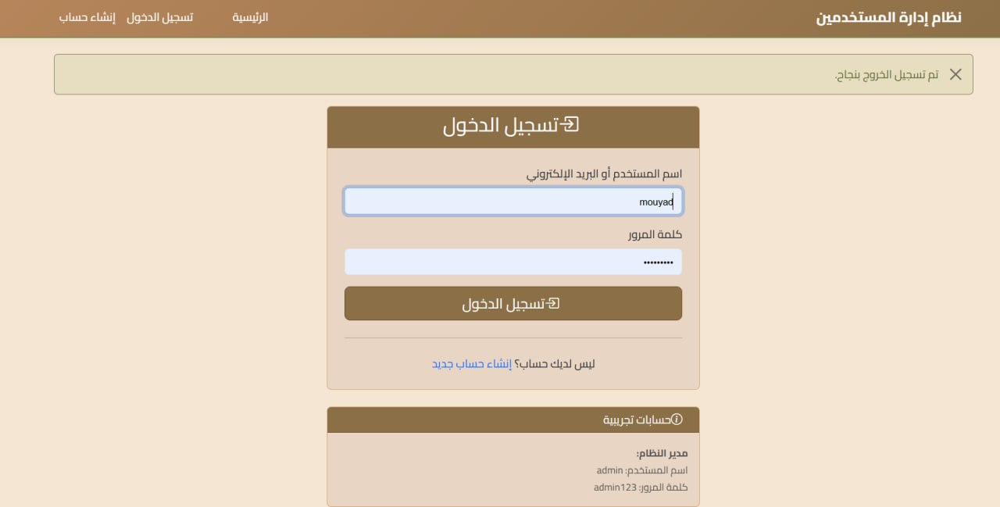 نظام إدارة المستخدمين
الرئيسية
تسجيل الدخول
إنشاء حساب
تم تسجيل الخروج بنجاح.
تسجيل الدخول
اسم المستخدم أو البريد الإلكتروني
mouyad
كلمة المرور
•••••••••
تسجيل الدخول
ليس لديك حساب؟ إنشاء حساب جديد
حسابات تجريبية
مدير النظام:
اسم المستخدم: admin
كلمة المرور: admin123